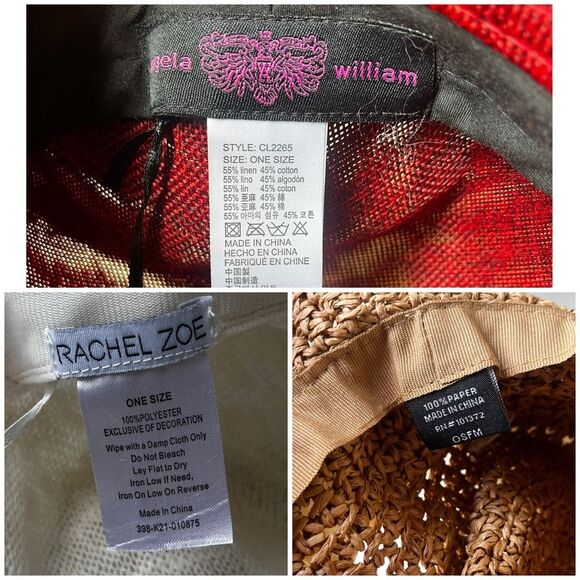 william
STYLE: CL2265
SIZE: ONE SIZE
55% linen 45% cotton
55% lino 45% algodón
55% lin 45% coton
55% 亜麻 45% 綿
55% 亚麻 45% 棉
55% 아마의 섬유 45% 코튼
MADE IN CHINA
HECHO EN CHINA
FABRIQUÉ EN CHINE
中国製
中国制造
RACHEL ZOE
ONE SIZE
100%POLYESTER
EXCLUSIVE OF DECORATION
Wipe with a Damp Cloth Only
Do Not Bleach
Lay Flat to Dry
Iron Low If Need,
Iron On Low On Reverse
Made in China
398-K21-010875
100% PAPER
MADE IN CHINA
RN# 101372
OSFM